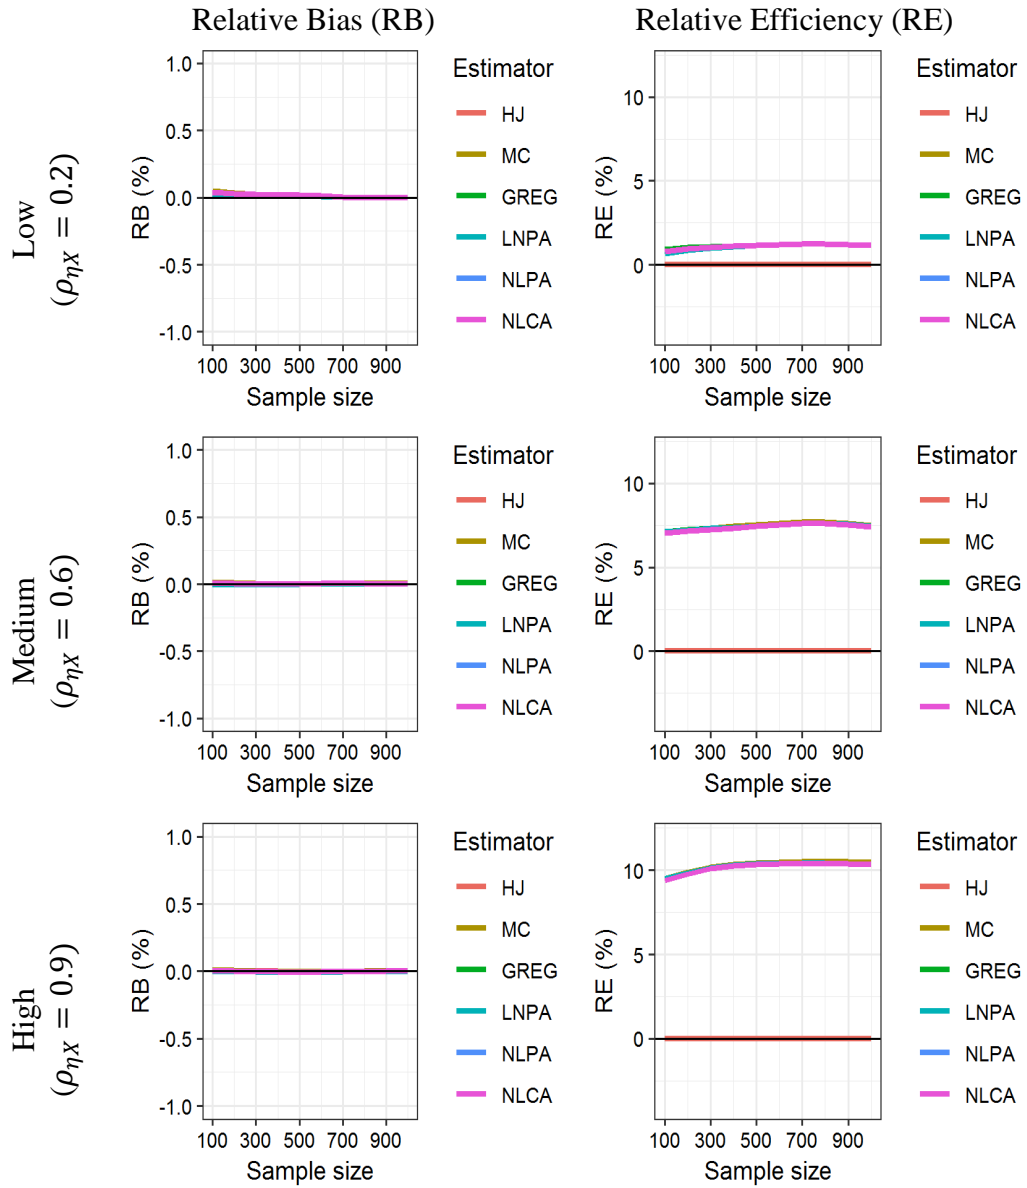 Relative Bias (RB)
Relative Efficiency (RE)
Low
(ρηX = 0.2)
RB (%)
1.0
0.5
0.0
-0.5
-1.0
100 300 500 700 900
Sample size
Estimator
HJ
MC
GREG
LNPA
NLPA
NLCA
RE (%)
10
5
0
100 300 500 700 900
Sample size
Estimator
HJ
MC
GREG
LNPA
NLPA
NLCA
Medium
(ρηX = 0.6)
RB (%)
1.0
0.5
0.0
-0.5
-1.0
100 300 500 700 900
Sample size
Estimator
HJ
MC
GREG
LNPA
NLPA
NLCA
RE (%)
10
5
0
100 300 500 700 900
Sample size
Estimator
HJ
MC
GREG
LNPA
NLPA
NLCA
High
(ρηX = 0.9)
RB (%)
1.0
0.5
0.0
-0.5
-1.0
100 300 500 700 900
Sample size
Estimator
HJ
MC
GREG
LNPA
NLPA
NLCA
RE (%)
10
5
0
100 300 500 700 900
Sample size
Estimator
HJ
MC
GREG
LNPA
NLPA
NLCA